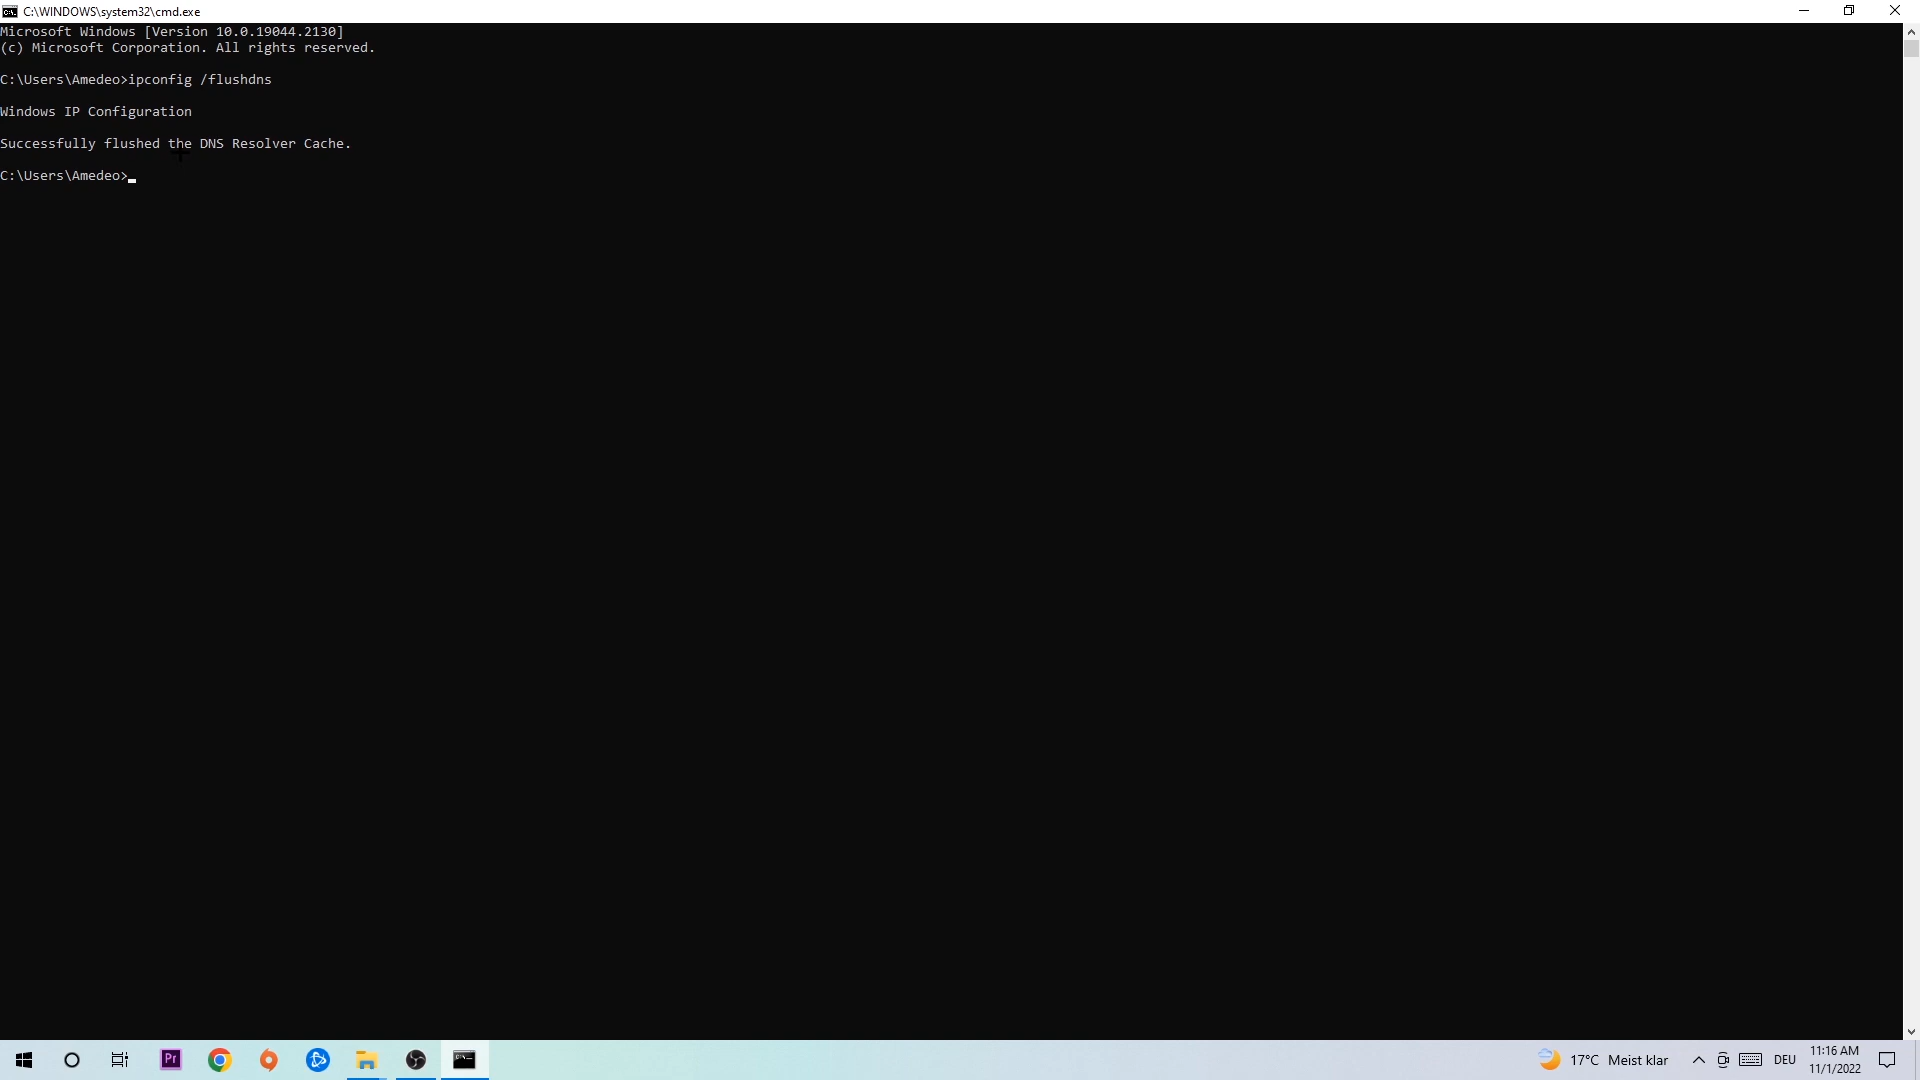 C:\WINDOWS\system32\cmd.exe
Microsoft Windows [Version 10.0.19044.2130]
(c) Microsoft Corporation. All rights reserved.
C:\Users\Amedeo>ipconfig /flushdns
Windows IP Configuration
Successfully flushed the DNS Resolver Cache.
C:\Users\Amedeo>
Pr
17°C Meist klar
DEU
11:16 AM
11/1/2022